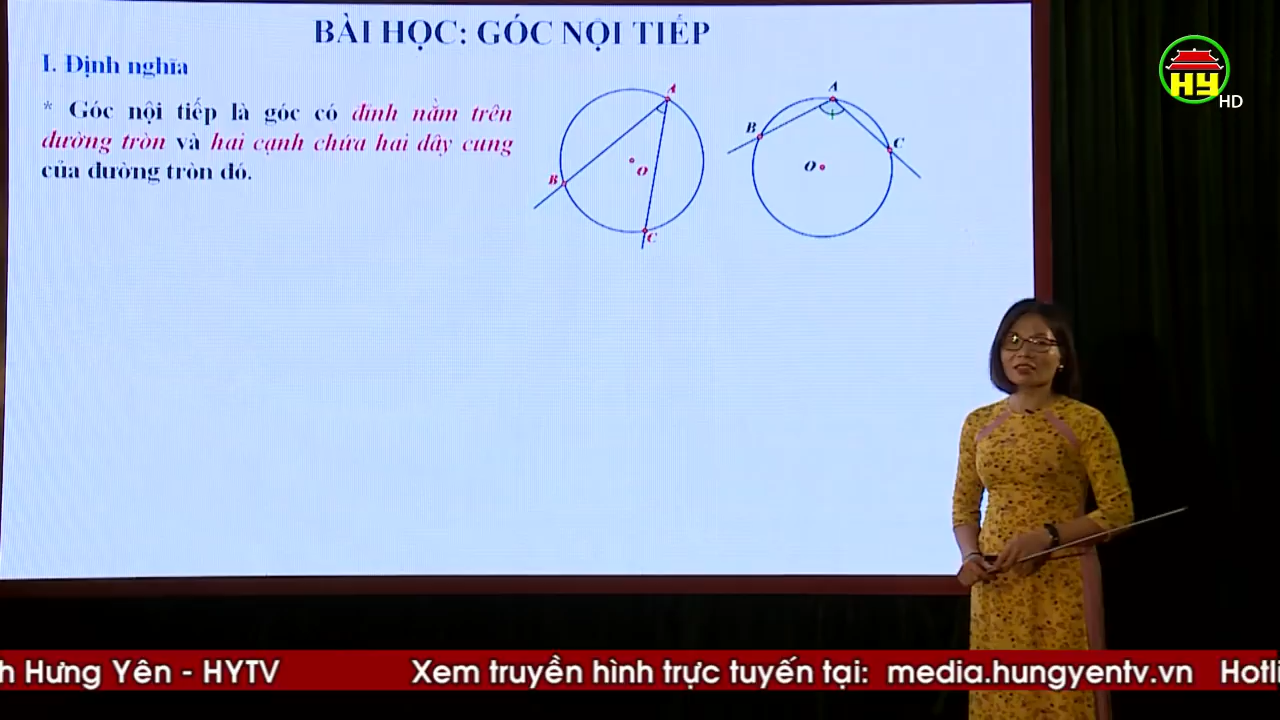 BÀI HỌC: GÓC NỘI TIẾP
I. Định nghĩa
* Góc nội tiếp là góc có đỉnh nằm trên
đường tròn và hai cạnh chứa hai dây cung
của đường tròn đó.
A
B
O
C
A
B
C
O
HY
HD
h Hưng Yên - HYTV Xem truyền hình trực tuyến tại: media.hungyentv.vn Hotli